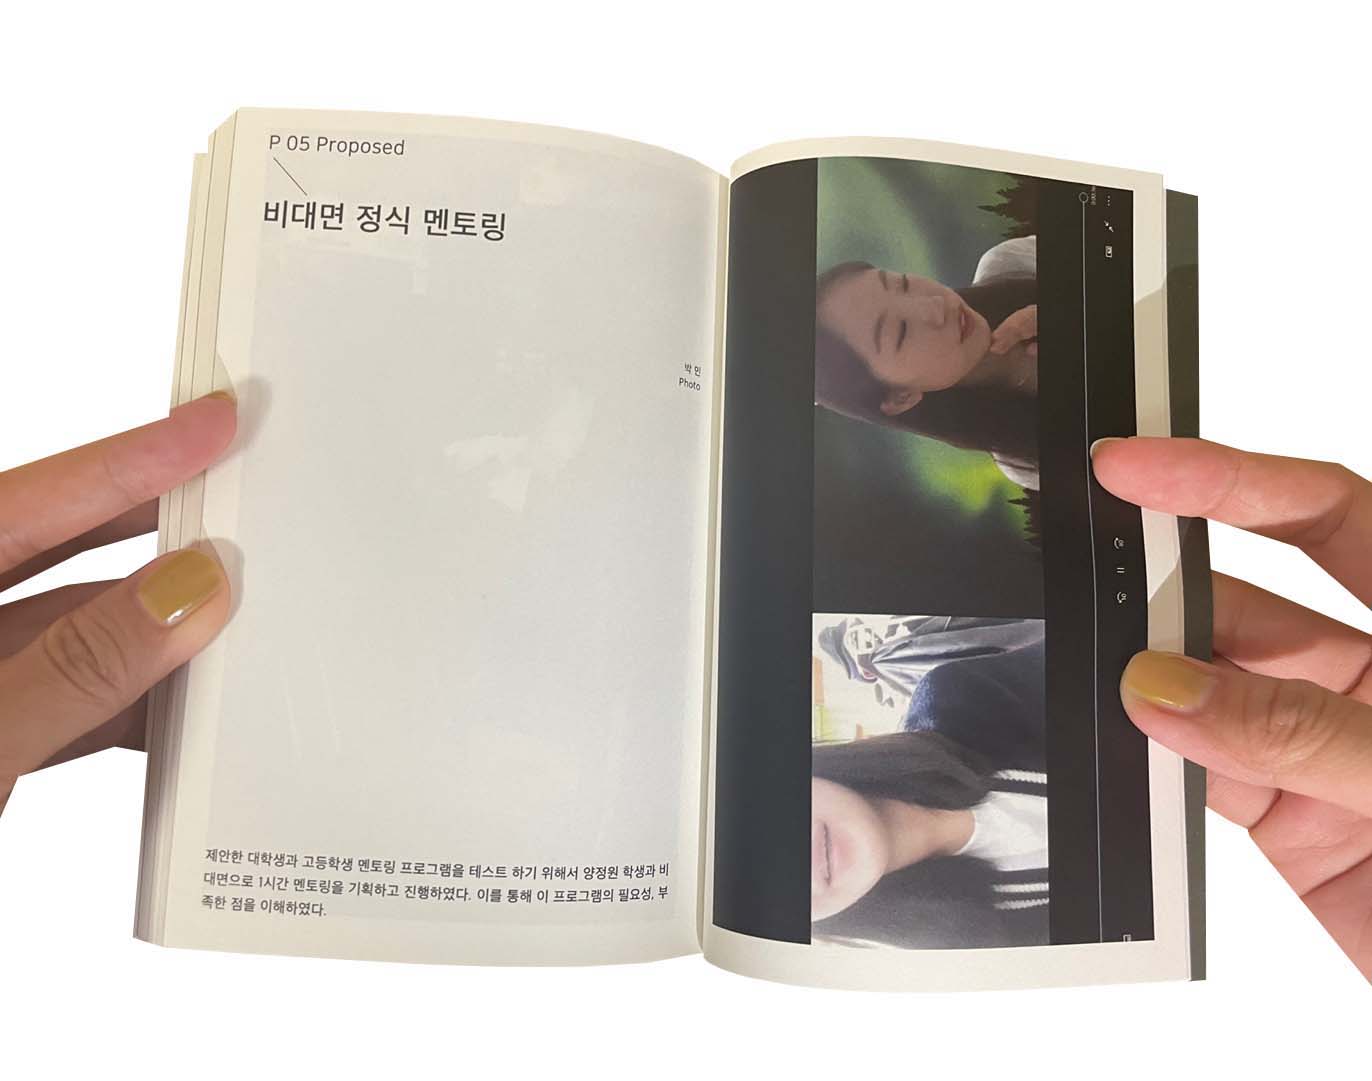 P 05 Proposed
비대면 정식 멘토링
박 민
Photo
제안한 대학생과 고등학생 멘토링 프로그램을 테스트 하기 위해서 양정원 학생과 비
대면으로 1시간 멘토링을 기획하고 진행하였다. 이를 통해 이 프로그램의 필요성, 부
족한 점을 이해하였다.